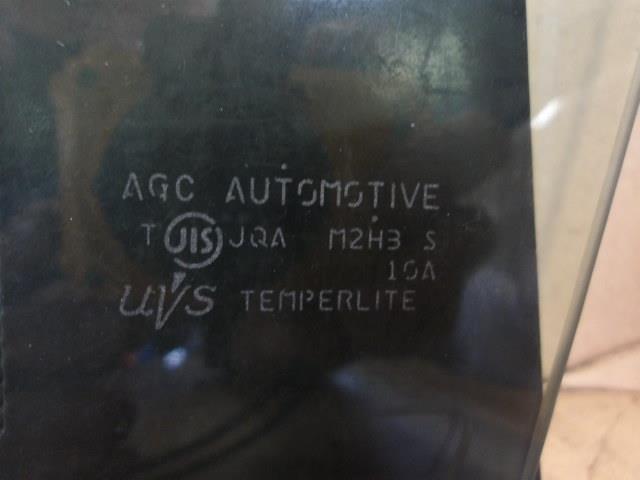 AGC AUTOMOTIVE
T JIS JQA M2H3 S
10A
UVS TEMPERLITE